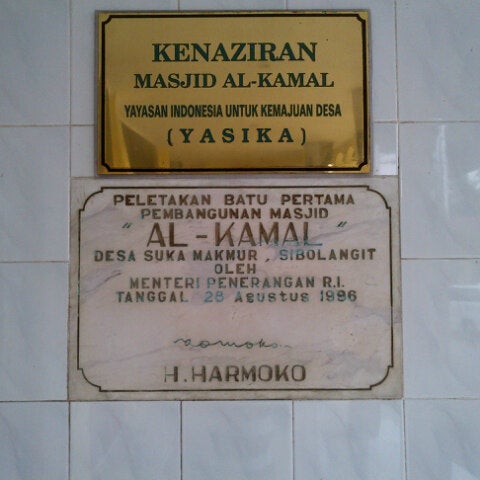 KENAZIRAN
MASJID AL-KAMAL
YAYASAN INDONESIA UNTUK KEMAJUAN DESA
( YASIKA )
PELETAKAN BATU PERTAMA
PEMBANGUNAN MASJID
" AL-KAMAL "
DESA SUKA MAKMUR, SIBOLANGIT
OLEH
MENTERI PENERANGAN R.I.
TANGGAL 28 Agustus 1996
H. HARMOKO